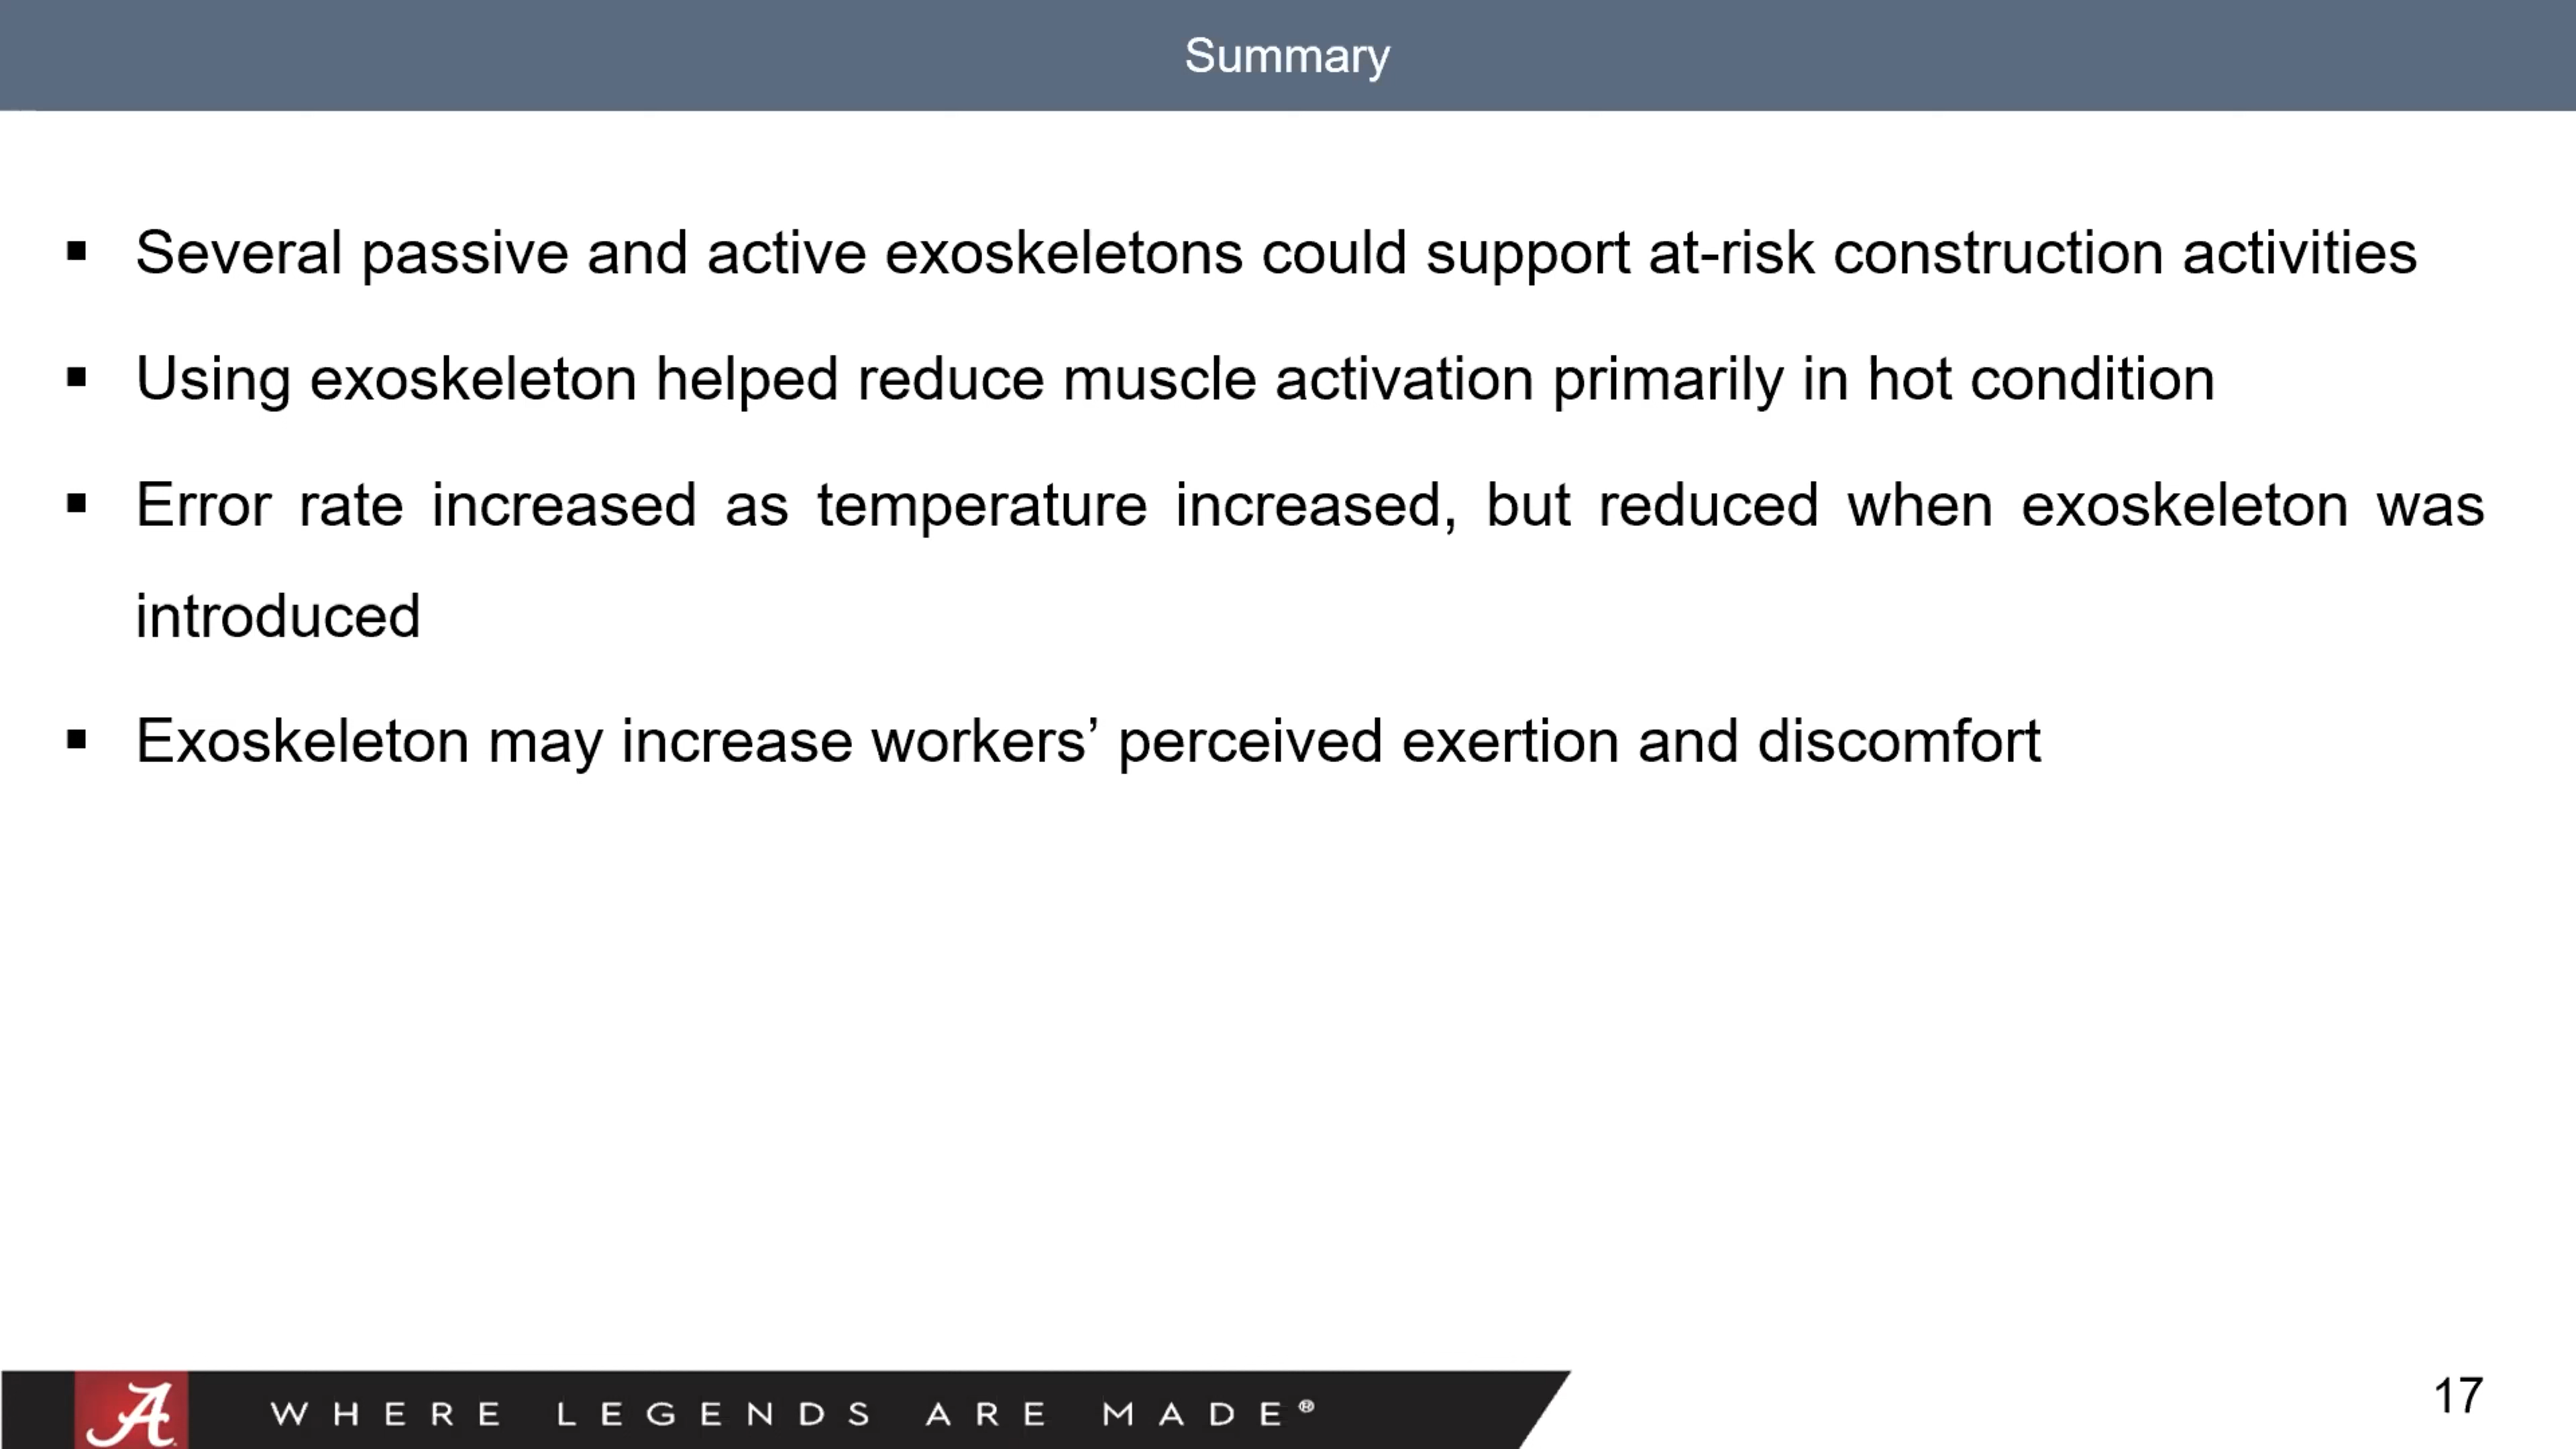 Summary
▪ Several passive and active exoskeletons could support at-risk construction activities
▪ Using exoskeleton helped reduce muscle activation primarily in hot condition
▪ Error rate increased as temperature increased, but reduced when exoskeleton was
introduced
▪ Exoskeleton may increase workers’ perceived exertion and discomfort
A WHERE LEGENDS ARE MADE®
17